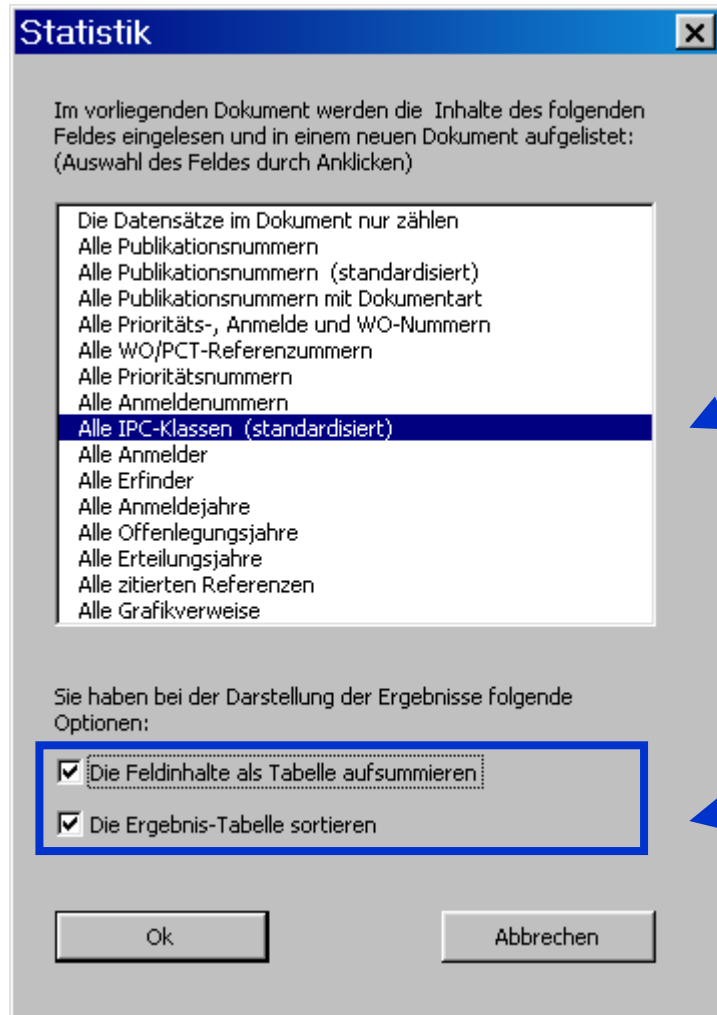 Statistik
Im vorliegenden Dokument werden die Inhalte des folgenden
Feldes eingelesen und in einem neuen Dokument aufgelistet:
(Auswahl des Feldes durch Anklicken)
Die Datensätze im Dokument nur zählen
Alle Publikationsnummern
Alle Publikationsnummern (standardisiert)
Alle Publikationsnummern mit Dokumentart
Alle Prioritäts-, Anmelde und WO-Nummern
Alle WO/PCT-Referenzummern
Alle Prioritätsnummern
Alle Anmeldenummern
Alle IPC-Klassen (standardisiert)
Alle Anmelder
Alle Erfinder
Alle Anmeldejahre
Alle Offenlegungsjahre
Alle Erteilungsjahre
Alle zitierten Referenzen
Alle Grafikverweise
Sie haben bei der Darstellung der Ergebnisse folgende
Optionen:
Die Feldinhalte als Tabelle aufsummieren
Die Ergebnis-Tabelle sortieren
Ok Abbrechen